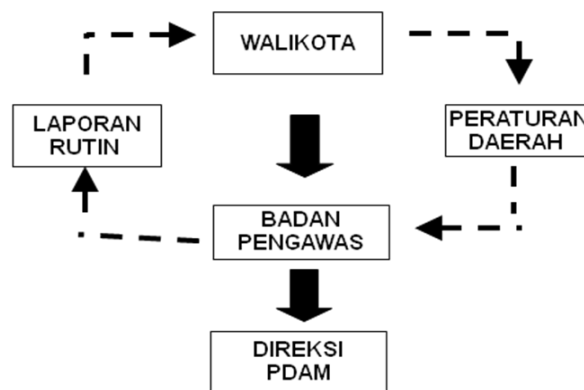 WALIKOTA
LAPORAN
RUTIN
PERATURAN
DAERAH
BADAN
PENGAWAS
DIREKSI
PDAM